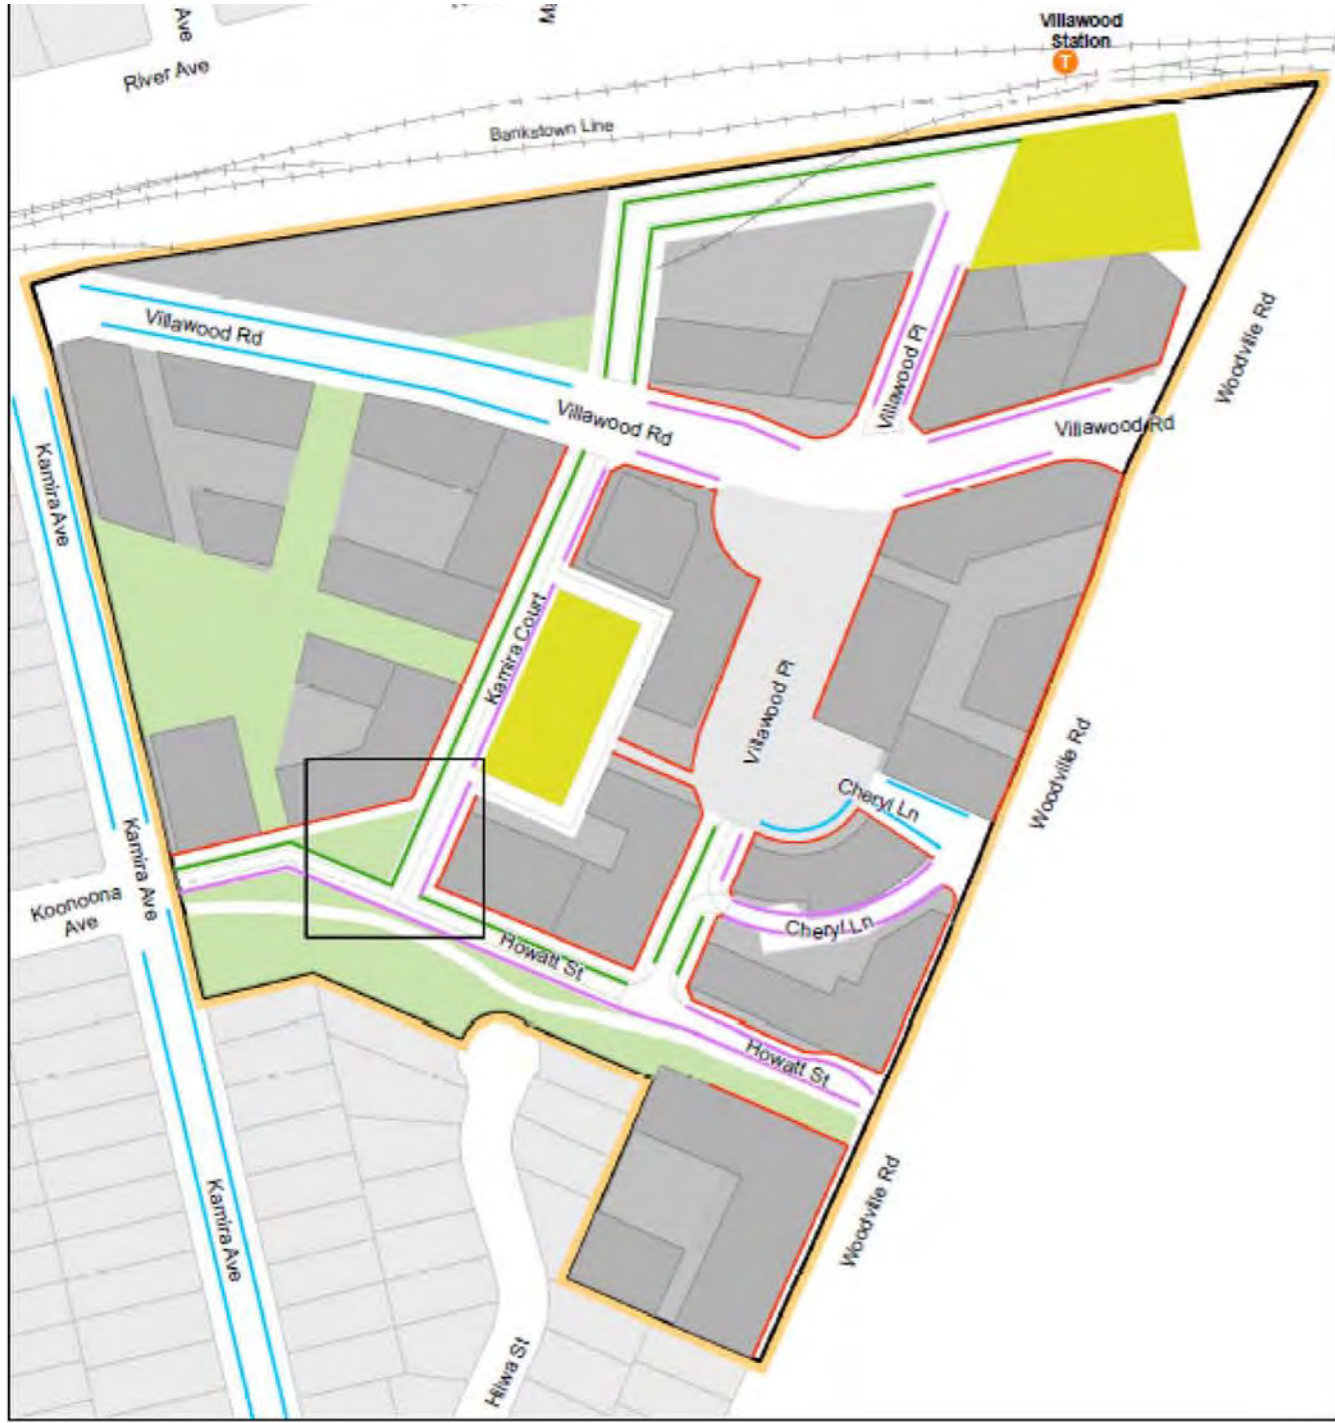 Ave
Villawood
Station
T
River Ave
Bankstown Line
Villawood Rd
Villawood Pl
Woodville Rd
Villawood Rd
Villawood Rd
Kamira Ave
Kamira Court
Villawood Pl
Woodville Rd
Cheryl Ln
Kamira Ave
Koonoona
Ave
Cheryl Ln
Howatt St
Howatt St
Woodville Rd
Kamira Ave
Hilwa St